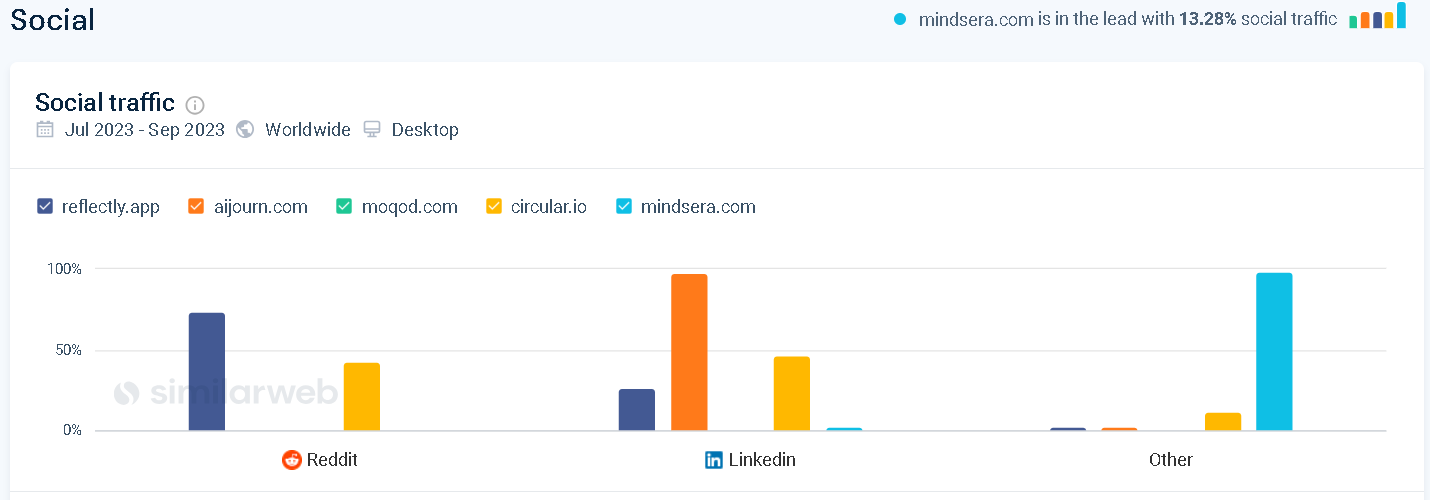 Social
mindsera.com is in the lead with 13.28% social traffic
Social traffic
Jul 2023 - Sep 2023 Worldwide Desktop
reflectly.app aijourn.com moqod.com circular.io mindsera.com
100%
50%
similarweb
0%
Reddit Linkedin Other